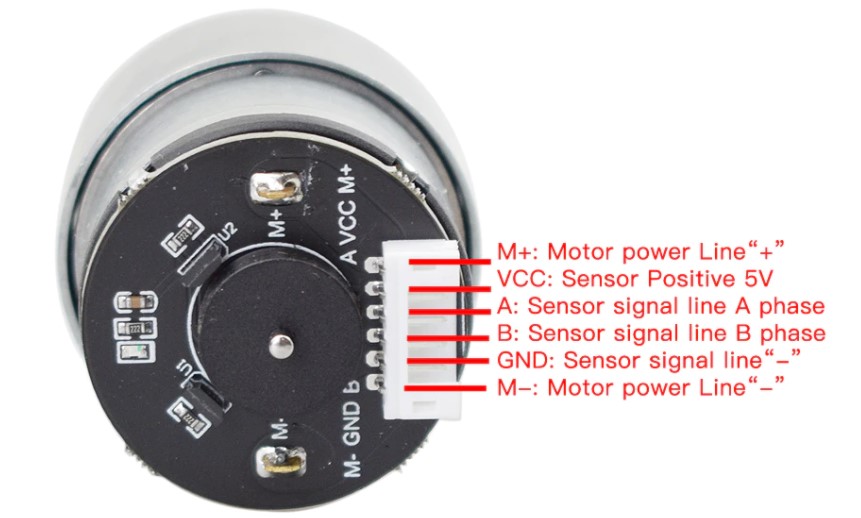 M+: Motor power Line“+”
VCC: Sensor Positive 5V
A: Sensor signal line A phase
B: Sensor signal line B phase
GND: Sensor signal line“-”
M-: Motor power Line“-”
A VCC M+
M- GND B
M+
M-
U2
U1